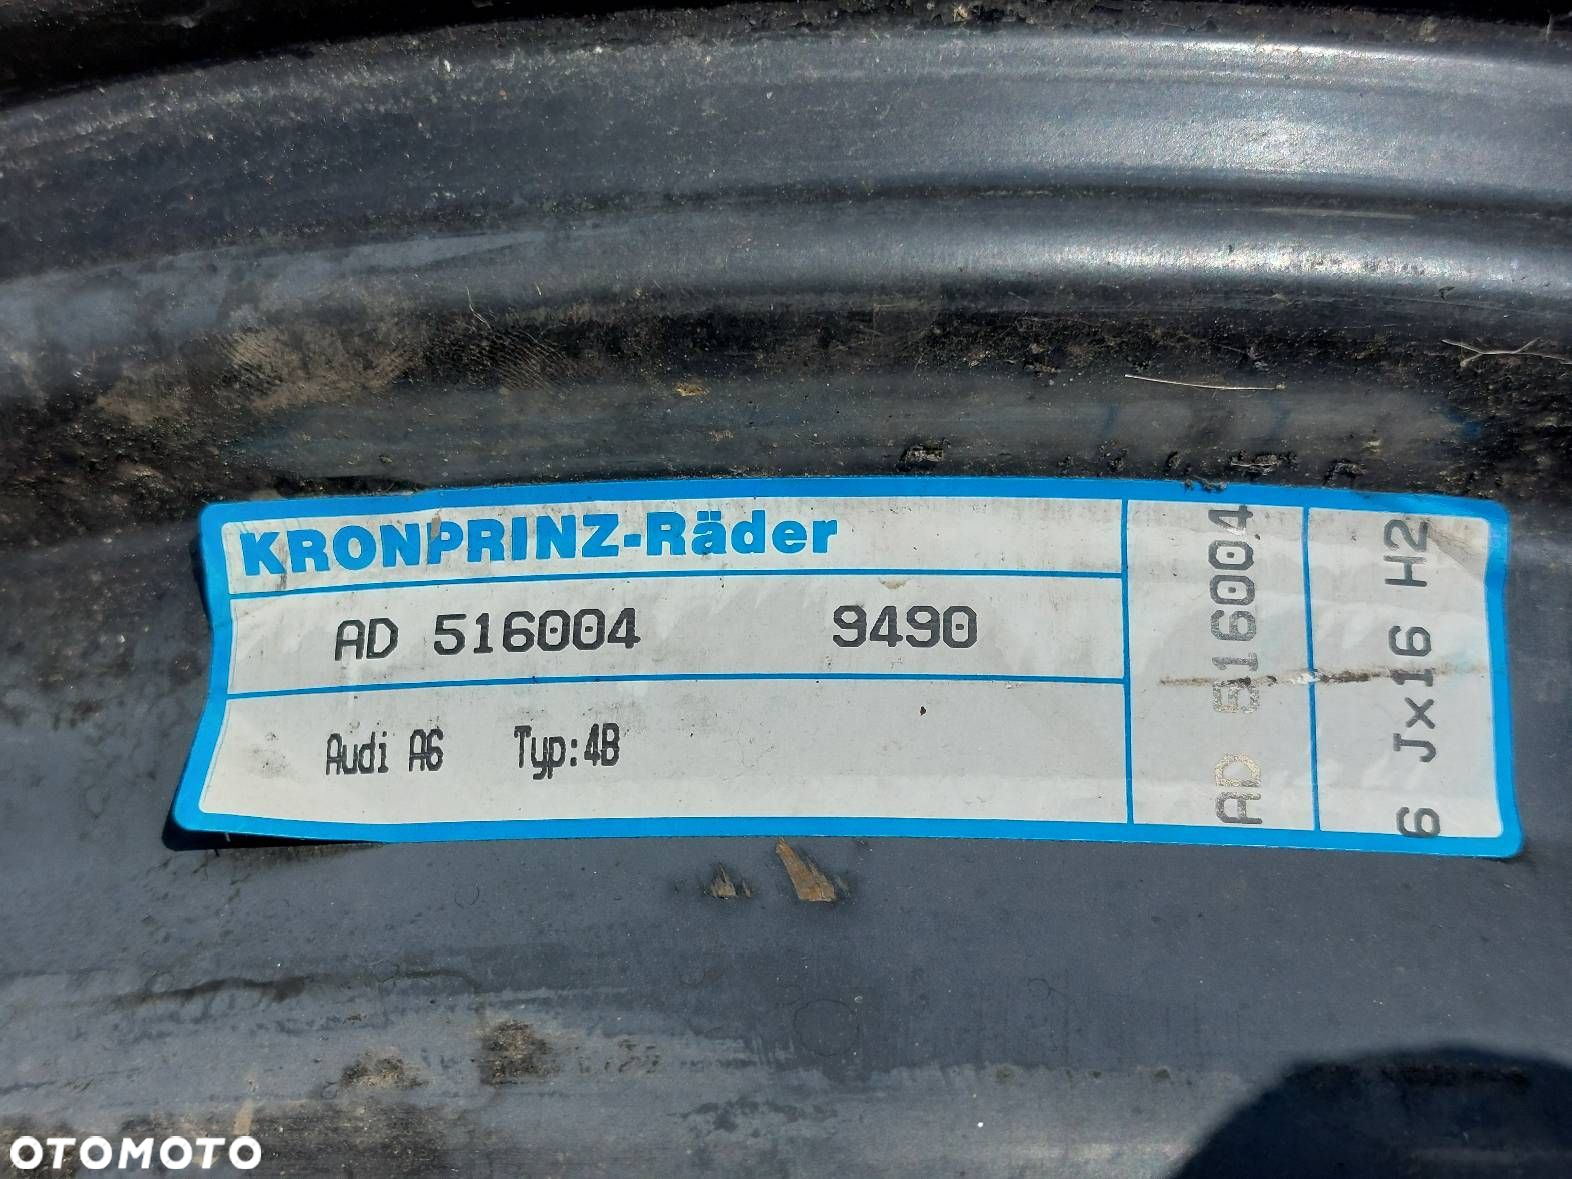 KRONPRINZ-Räder
AD 516004 9490
Audi A6 Typ:4B
AD 516004
6 Jx16 H2
OTOMOTO